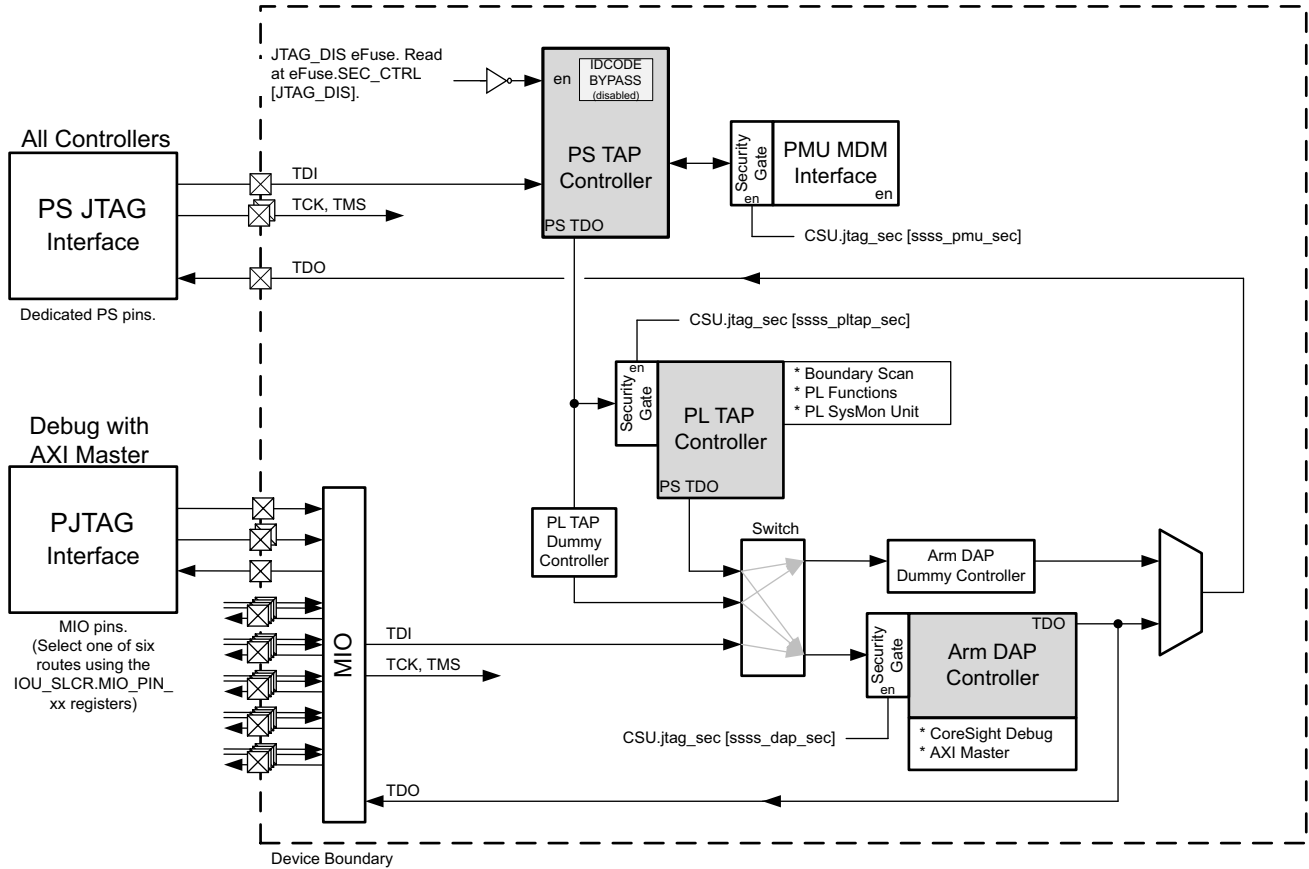 JTAG_DIS eFuse. Read
at eFuse.SEC_CTRL
[JTAG_DIS].
en
IDCODE
BYPASS
(disabled)
PS TAP
Controller
PS TDO
Security
Gate
en
PMU MDM
Interface
en
CSU.jtag_sec [ssss_pmu_sec]
All Controllers
PS JTAG
Interface
Dedicated PS pins.
TDI
TCK, TMS
TDO
CSU.jtag_sec [ssss_pltap_sec]
en
Security
Gate
PL TAP
Controller
PS TDO
* Boundary Scan
* PL Functions
* PL SysMon Unit
Debug with
AXI Master
PJTAG
Interface
MIO pins.
(Select one of six
routes using the
IOU_SLCR.MIO_PIN_
xx registers)
MIO
PL TAP
Dummy
Controller
Switch
Arm DAP
Dummy Controller
TDI
TCK, TMS
Security
Gate
en
TDO
Arm DAP
Controller
* CoreSight Debug
* AXI Master
CSU.jtag_sec [ssss_dap_sec]
TDO
Device Boundary